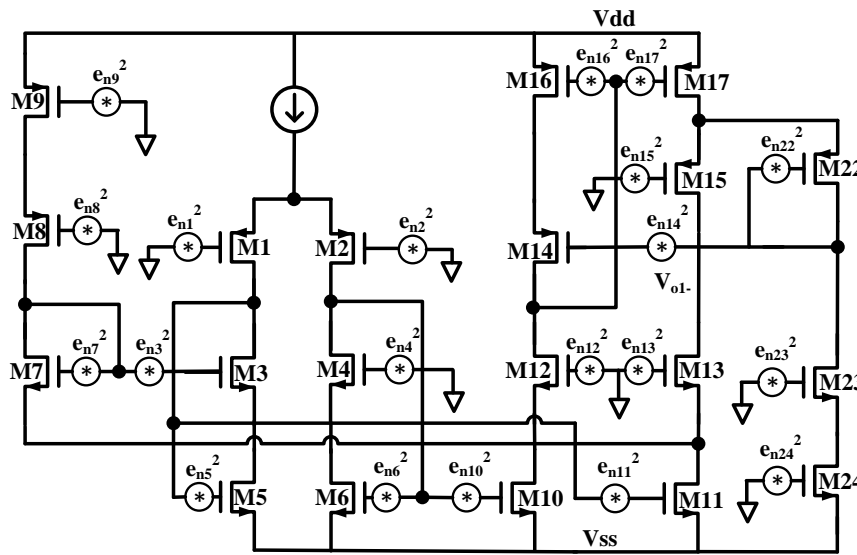 Vdd
e_n9^2
e_n16^2 e_n17^2
M9 * M16 * * M17
e_n8^2
e_n15^2
e_n22^2
* M15 * M22
M8 *
e_n1^2
e_n2^2
e_n14^2
* M1 M2 * M14 *
V_o1-
e_n7^2 e_n3^2
e_n4^2
e_n12^2 e_n13^2
e_n23^2
M7 * * M3 M4 * M12 * * M13 * M23
e_n5^2
e_n6^2 e_n10^2
e_n11^2
e_n24^2
* M5 M6 * * M10 * M11 * M24
Vss